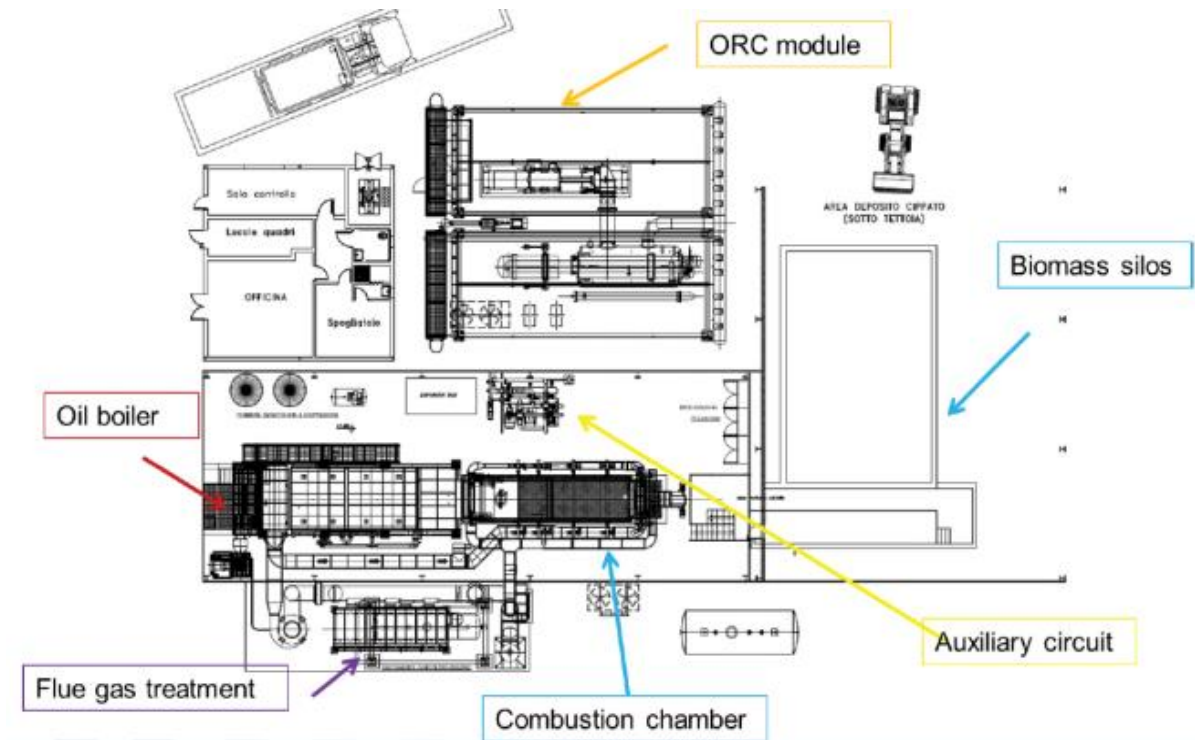 ORC module
Sala controllo
Locale quadri
AREA DEPOSITO CIPPATO
(SOTTO TETTOIA)
Biomass silos
OFFICINA
Spogliatoio
Oil boiler
Auxiliary circuit
Flue gas treatment
Combustion chamber